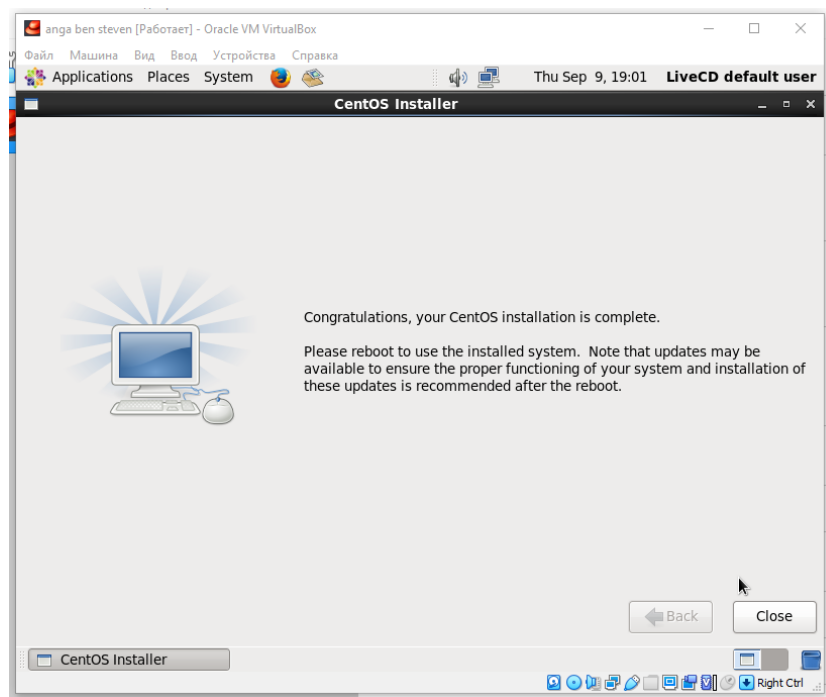 anga ben steven [Работает] - Oracle VM VirtualBox
Файл Машина Вид Ввод Устройства Справка
Applications Places System Thu Sep 9, 19:01 LiveCD default user
CentOS Installer
Congratulations, your CentOS installation is complete.
Please reboot to use the installed system. Note that updates may be
available to ensure the proper functioning of your system and installation of
these updates is recommended after the reboot.
Back Close
CentOS Installer
Right Ctrl